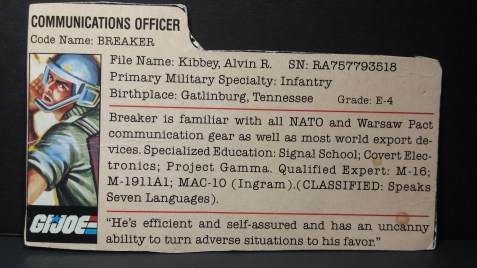 COMMUNICATIONS OFFICER
Code Name: BREAKER
File Name: Kibbey, Alvin R. SN: RA757793518
Primary Military Specialty: Infantry
Birthplace: Gatlinburg, Tennessee Grade: E-4
Breaker is familiar with all NATO and Warsaw Pact
communication gear as well as most world export de-
vices. Specialized Education: Signal School; Covert Elec-
tronics; Project Gamma. Qualified Expert: M-16;
M-1911A1; MAC-10 (Ingram).(CLASSIFIED: Speaks
Seven Languages).
GI JOE
"He's efficient and self-assured and has an uncanny
ability to turn adverse situations to his favor."